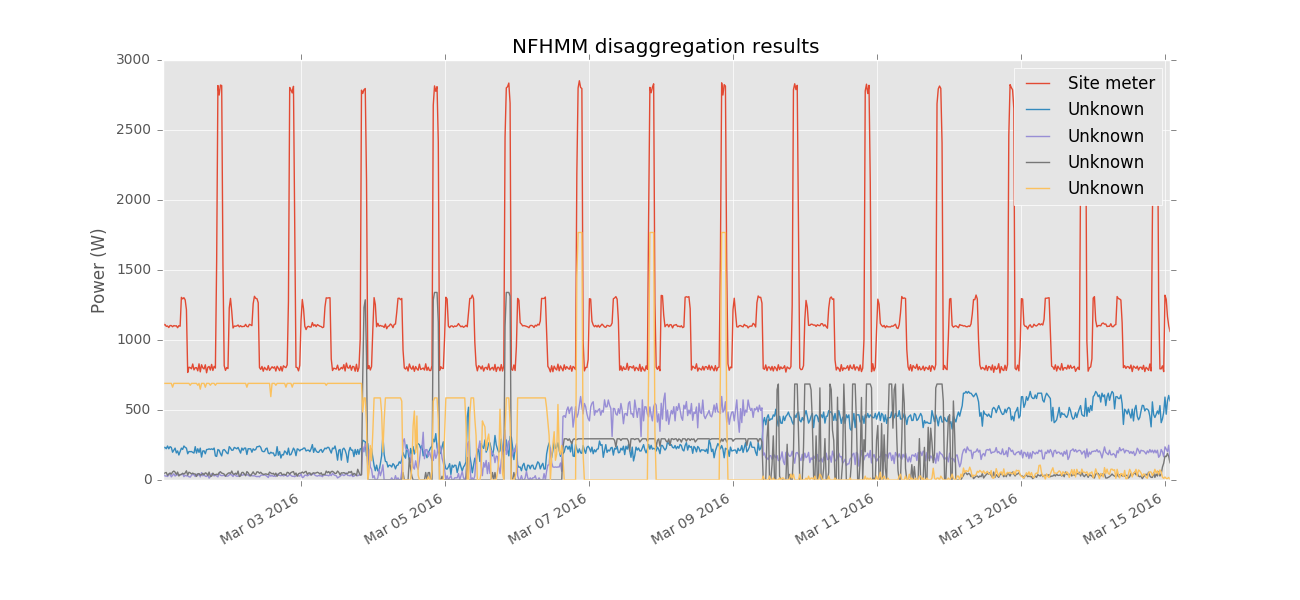 NFHMM disaggregation results
3000
2500
2000
1500
1000
500
0
Power (W)
Site meter
Unknown
Unknown
Unknown
Unknown
Mar 03 2016
Mar 05 2016
Mar 07 2016
Mar 09 2016
Mar 11 2016
Mar 13 2016
Mar 15 2016